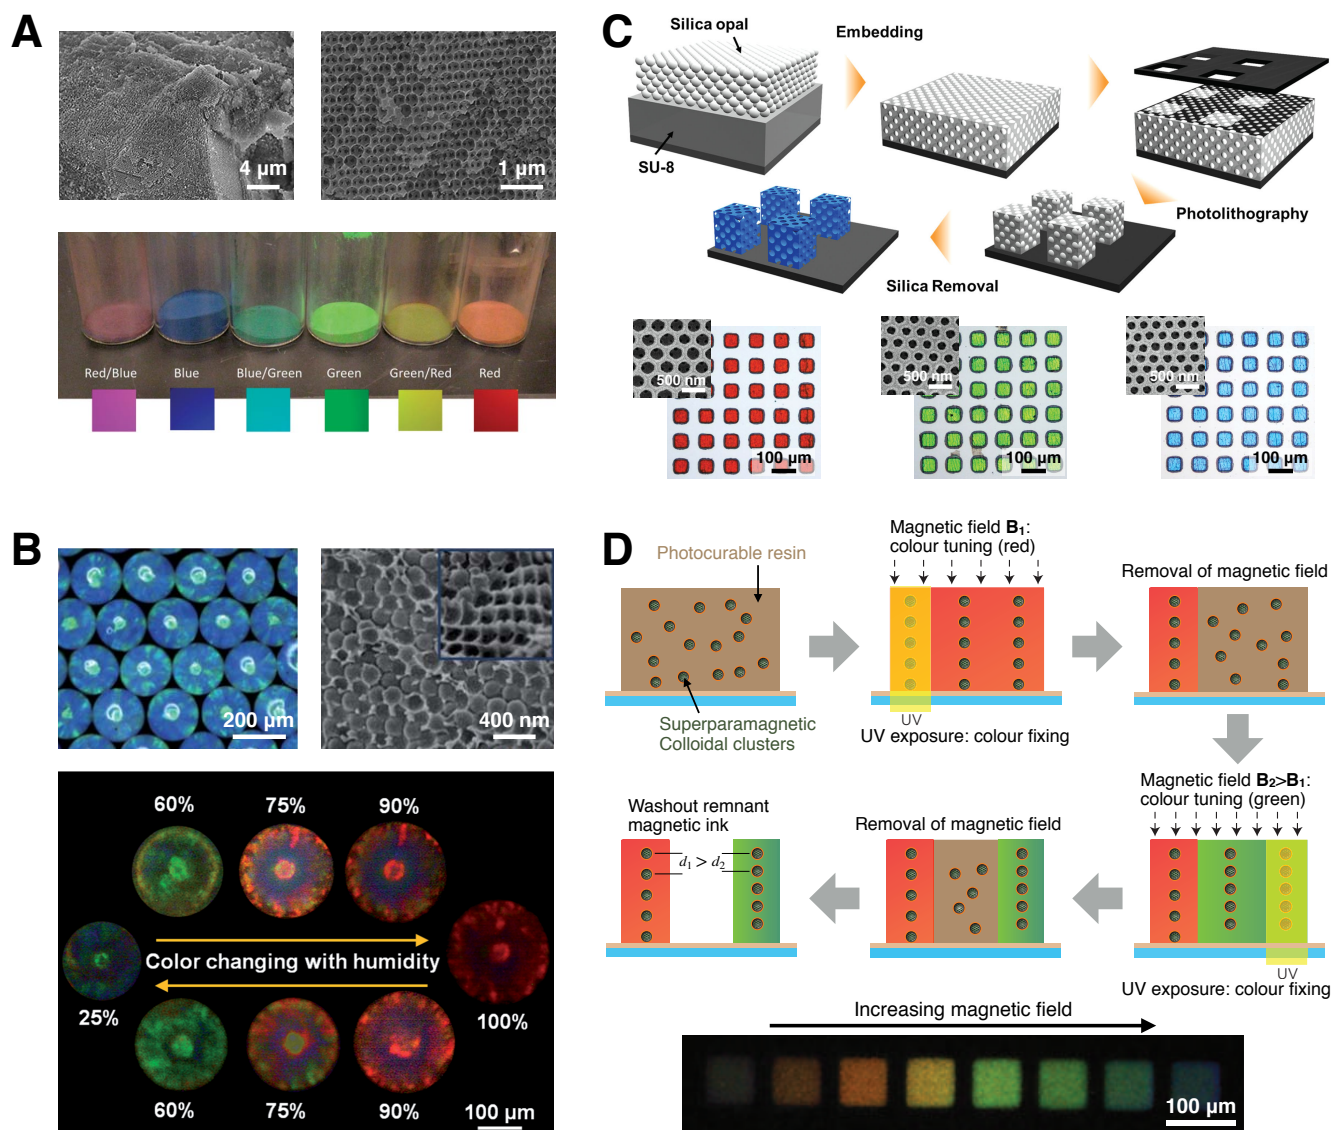 A
4 µm
1 µm
Red/Blue
Blue
Blue/Green
Green
Green/Red
Red
B
200 µm
400 nm
60%
75%
90%
Color changing with humidity
25%
100%
60%
75%
90%
100 µm
C
Silica opal
Embedding
SU-8
Photolithography
Silica Removal
500 nm
100 µm
500 nm
100 µm
500 nm
100 µm
D
Photocurable resin
Superparamagnetic
Colloidal clusters
Magnetic field B₁:
colour tuning (red)
UV
UV exposure: colour fixing
Removal of magnetic field
Magnetic field B₂>B₁:
colour tuning (green)
UV
UV exposure: colour fixing
Removal of magnetic field
Washout remnant
magnetic ink
d₁ > d₂
Increasing magnetic field
100 µm